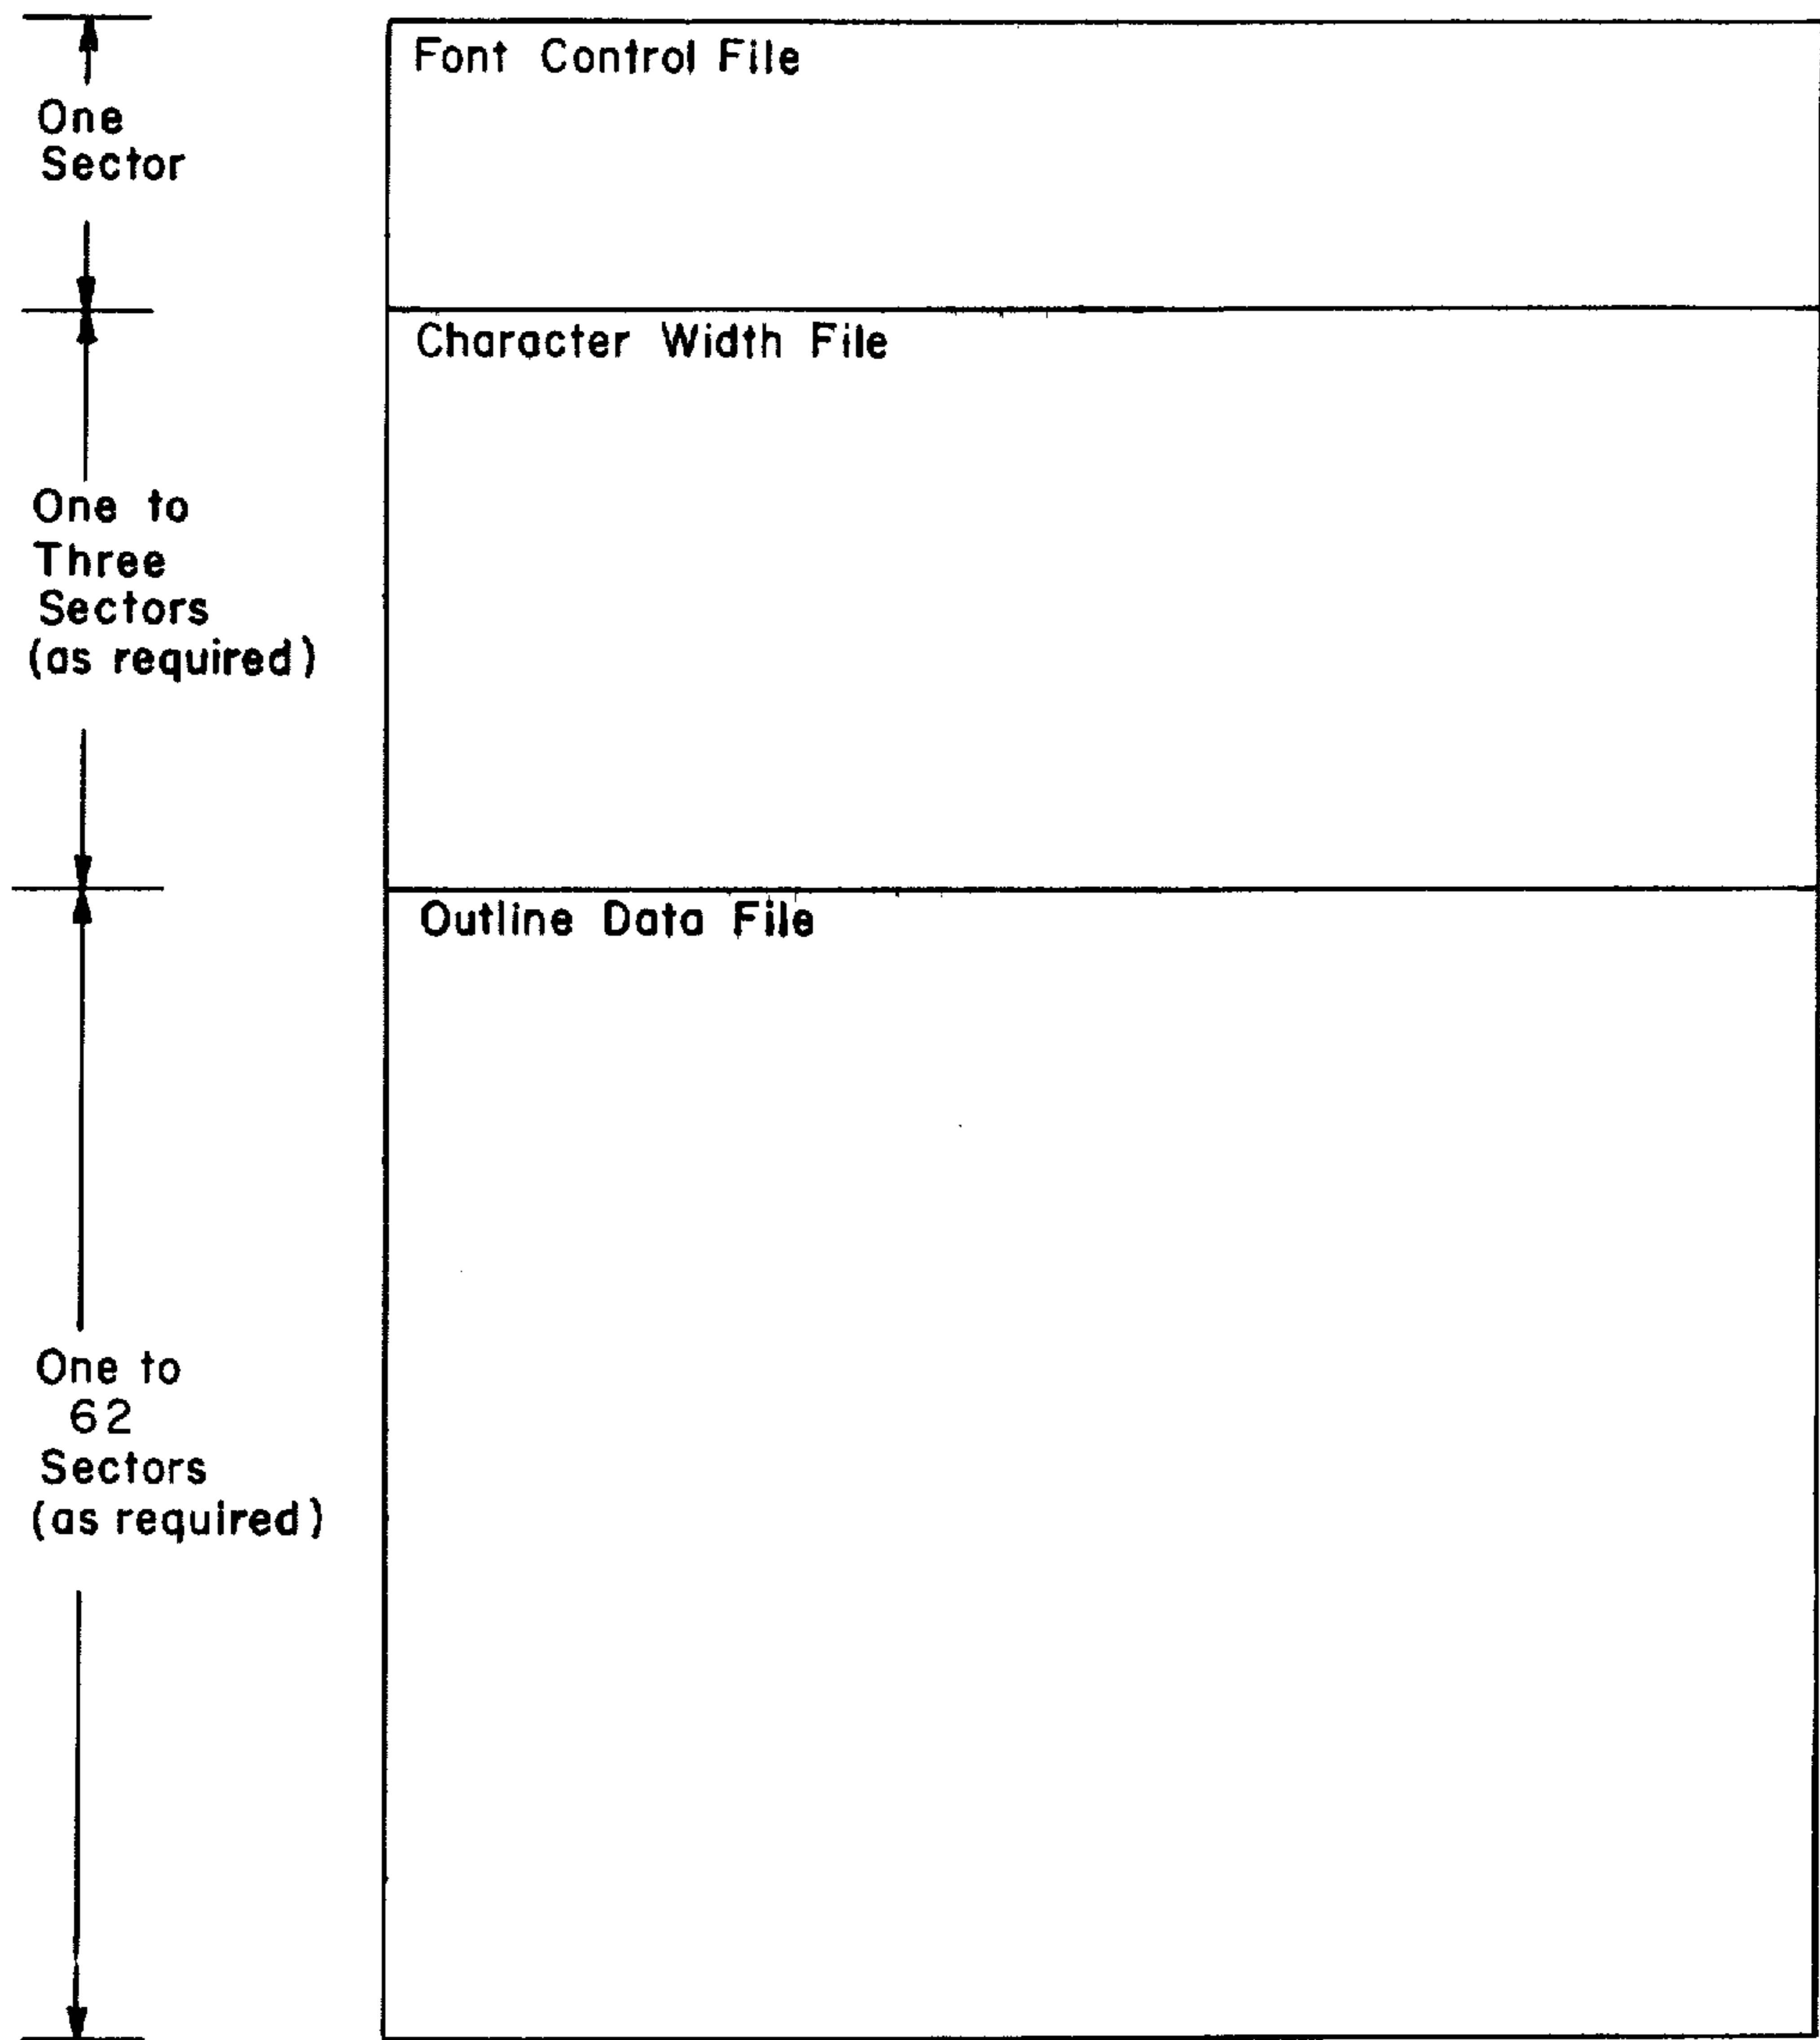 Font Control File
One
Sector
Character Width File
One to
Three
Sectors
(as required)
Outline Data File
One to
62
Sectors
(as required)